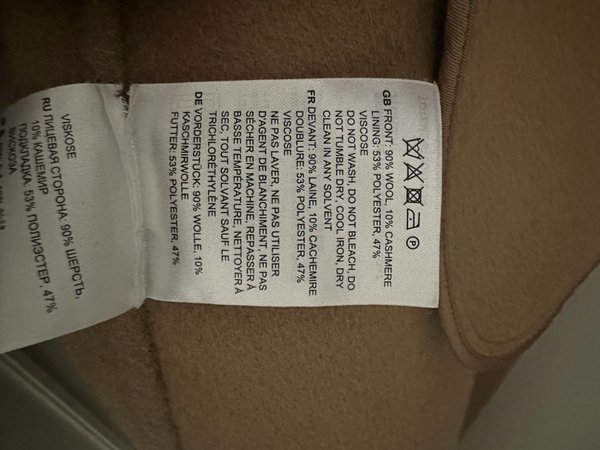 GB FRONT: 90% WOOL, 10% CASHMERE
LINING: 53% POLYESTER, 47%
VISCOSE
DO NOT WASH, DO NOT BLEACH, DO
NOT TUMBLE DRY, COOL IRON, DRY
CLEAN IN ANY SOLVENT
FR DEVANT: 90% LAINE, 10% CACHEMIRE
DOUBLURE: 53% POLYESTER, 47%
VISCOSE
NE PAS LAVER, NE PAS UTILISER
D'AGENT DE BLANCHIMENT, NE PAS
SÉCHER EN MACHINE, REPASSER À
BASSE TEMPÉRATURE, NETTOYER À
SEC, TOUT SOLVANT SAUF LE
TRICHLORÉTHYLÈNE
DE VORDERSTÜCK: 90% WOLLE, 10%
KASCHMIRWOLLE
FUTTER: 53% POLYESTER, 47%
VISKOSE
RU ЛИЦЕВАЯ СТОРОНА: 90% ШЕРСТЬ,
10% КАШЕМИР
ПОДКЛАДКА: 53% ПОЛИЭСТЕР, 47%
ВИСКОЗА